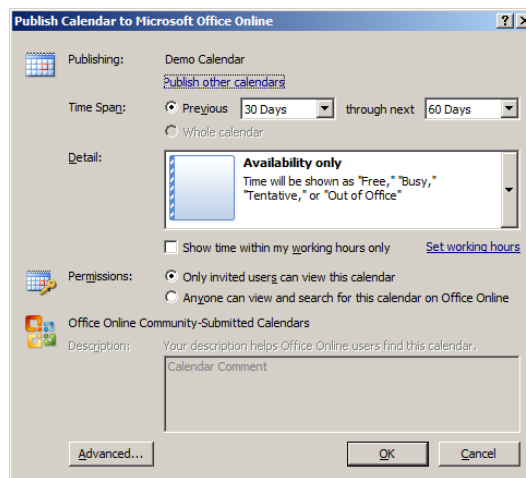 Publish Calendar to Microsoft Office Online
Publishing: Demo Calendar
Publish other calendars
Time Span: Previous 30 Days through next 60 Days
Whole calendar
Detail: Availability only
Time will be shown as "Free," "Busy,"
"Tentative," or "Out of Office"
Show time within my working hours only Set working hours
Permissions: Only invited users can view this calendar
Anyone can view and search for this calendar on Office Online
Office Online Community-Submitted Calendars
Description: Your description helps Office Online users find this calendar.
Calendar Comment
Advanced... OK Cancel